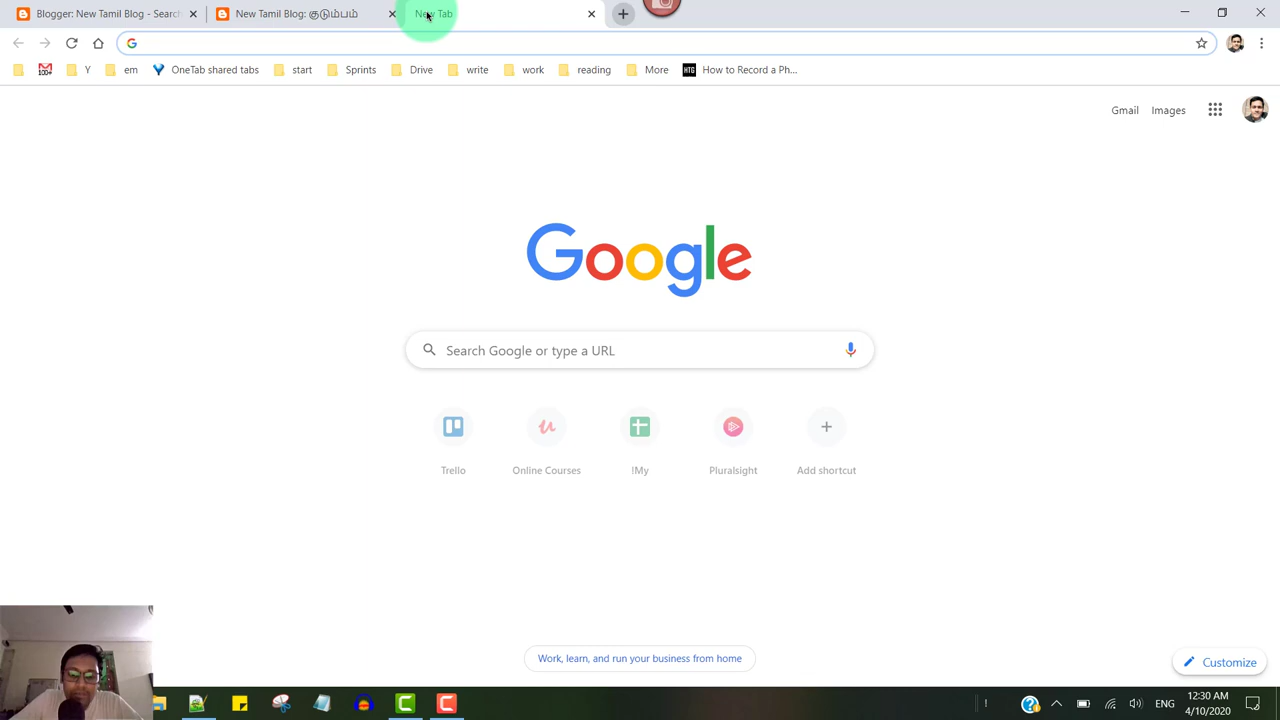 Blogger: New Tamil Blog - Search
New Tamil Blog: குடும்பம்
New Tab
100+
Y
em
OneTab shared tabs
start
Sprints
Drive
write
work
reading
More
HTG
How to Record a Ph...
Gmail
Images
Google
Search Google or type a URL
Trello
Online Courses
!My
Pluralsight
Add shortcut
Work, learn, and run your business from home
Customize
ENG
12:30 AM
4/10/2020